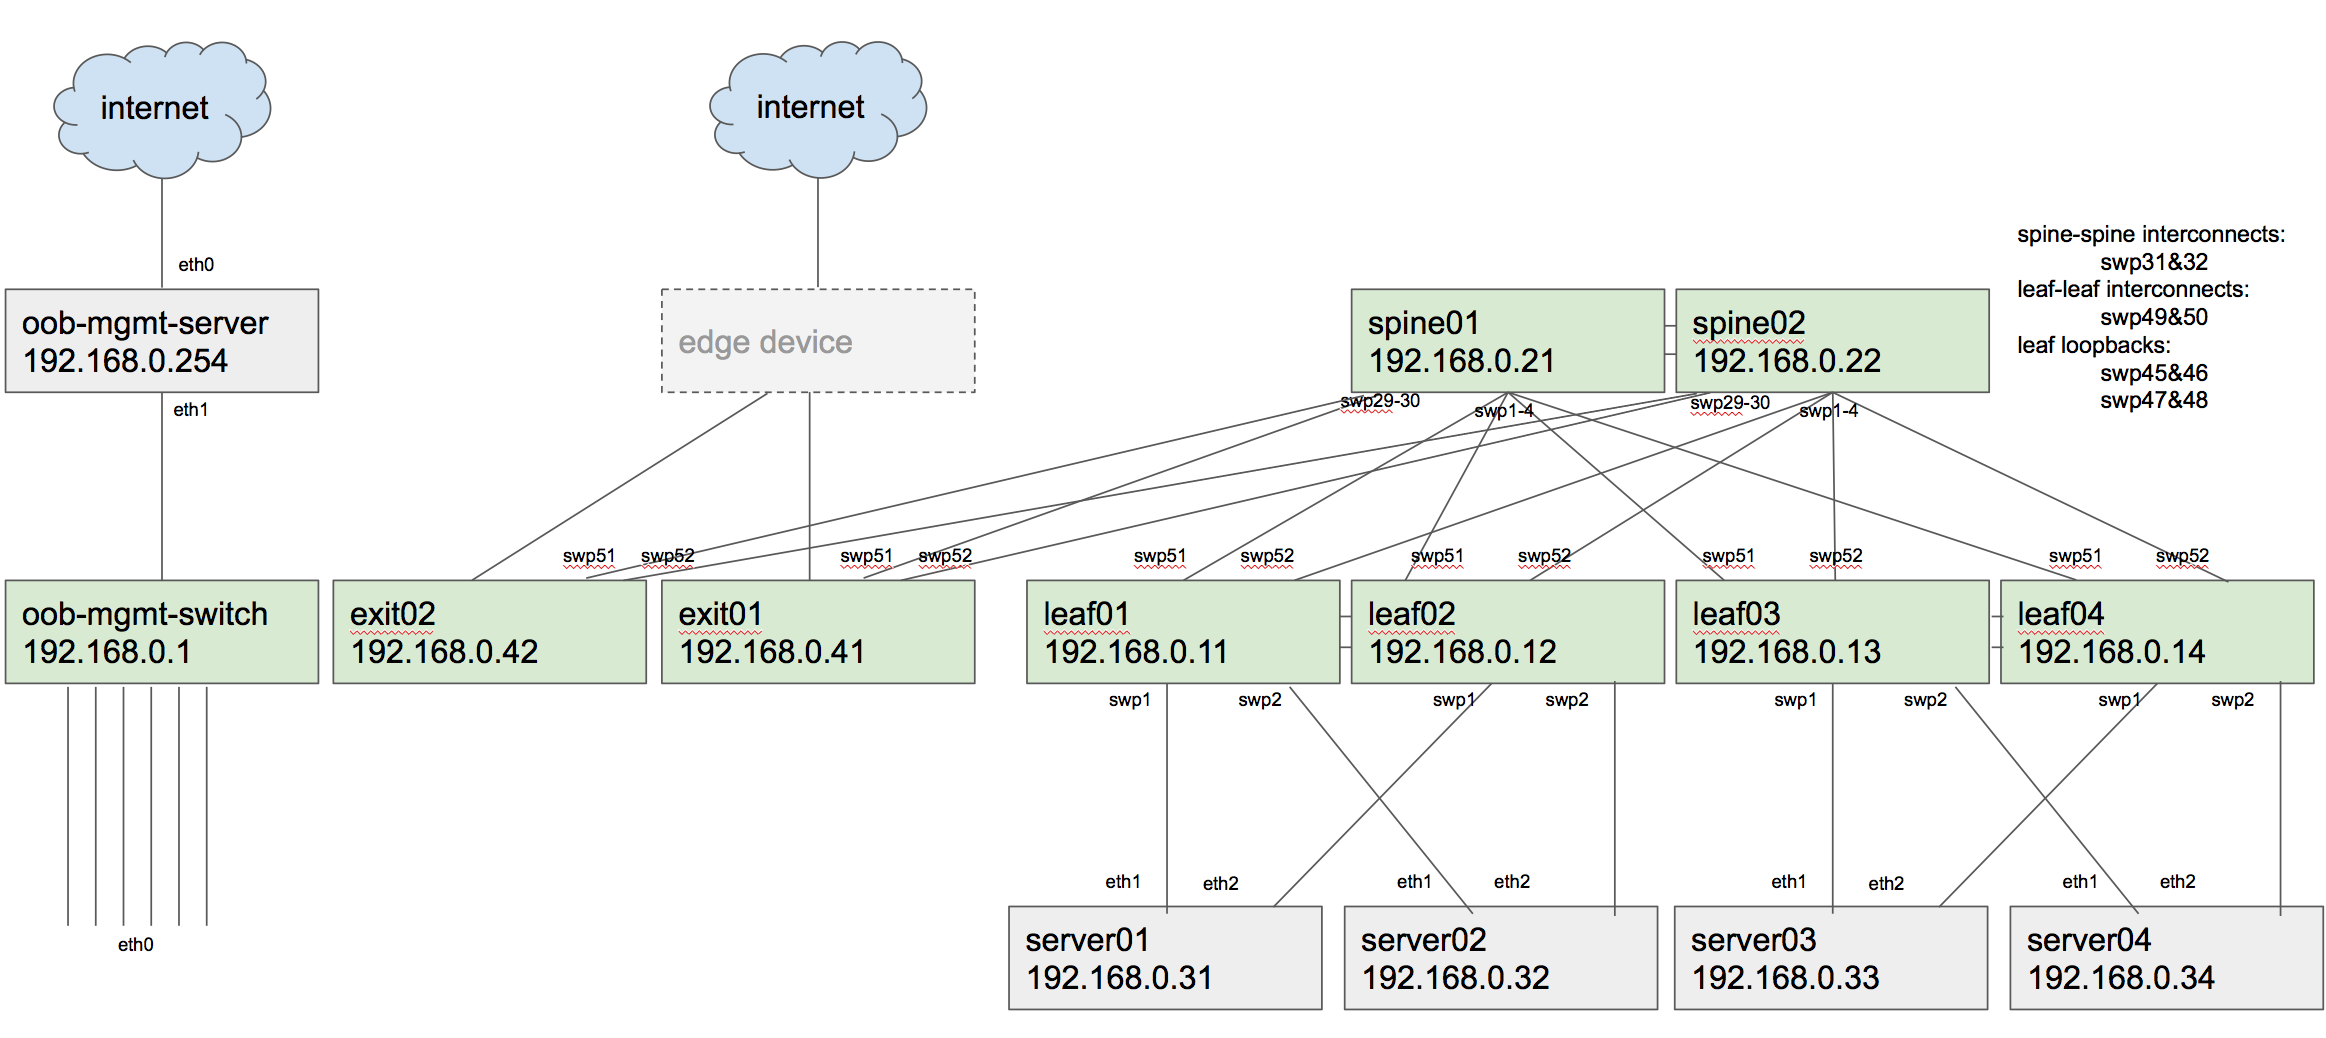 internet
internet
spine-spine interconnects:
swp31&32
leaf-leaf interconnects:
swp49&50
leaf loopbacks:
swp45&46
swp47&48
eth0
oob-mgmt-server
192.168.0.254
eth1
edge device
spine01
192.168.0.21
spine02
192.168.0.22
swp29-30
swp1-4
swp29-30
swp1-4
swp51
swp52
swp51
swp52
swp51
swp52
swp51
swp52
swp51
swp52
swp51
swp52
oob-mgmt-switch
192.168.0.1
exit02
192.168.0.42
exit01
192.168.0.41
leaf01
192.168.0.11
leaf02
192.168.0.12
leaf03
192.168.0.13
leaf04
192.168.0.14
swp1
swp2
swp1
swp2
swp1
swp2
swp1
swp2
eth1
eth2
eth1
eth2
eth1
eth2
eth1
eth2
eth0
server01
192.168.0.31
server02
192.168.0.32
server03
192.168.0.33
server04
192.168.0.34